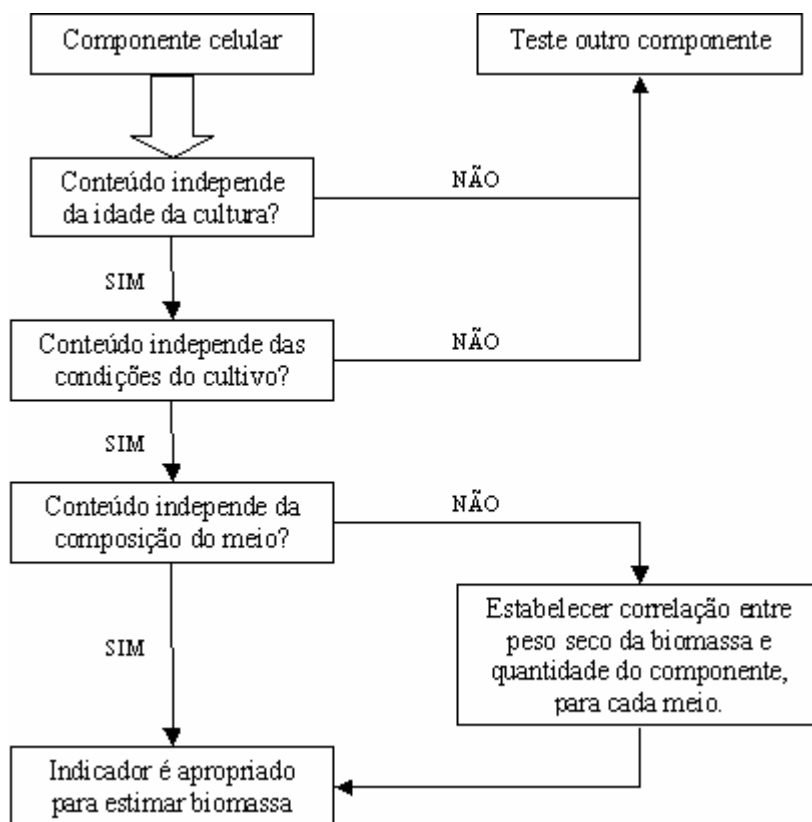 Componente celular
Teste outro componente
Conteúdo independe
da idade da cultura?
NÃO
SIM
Conteúdo independe das
condições do cultivo?
NÃO
SIM
Conteúdo independe da
composição do meio?
NÃO
SIM
Estabelecer correlação entre
peso seco da biomassa e
quantidade do componente,
para cada meio.
Indicador é apropriado
para estimar biomassa